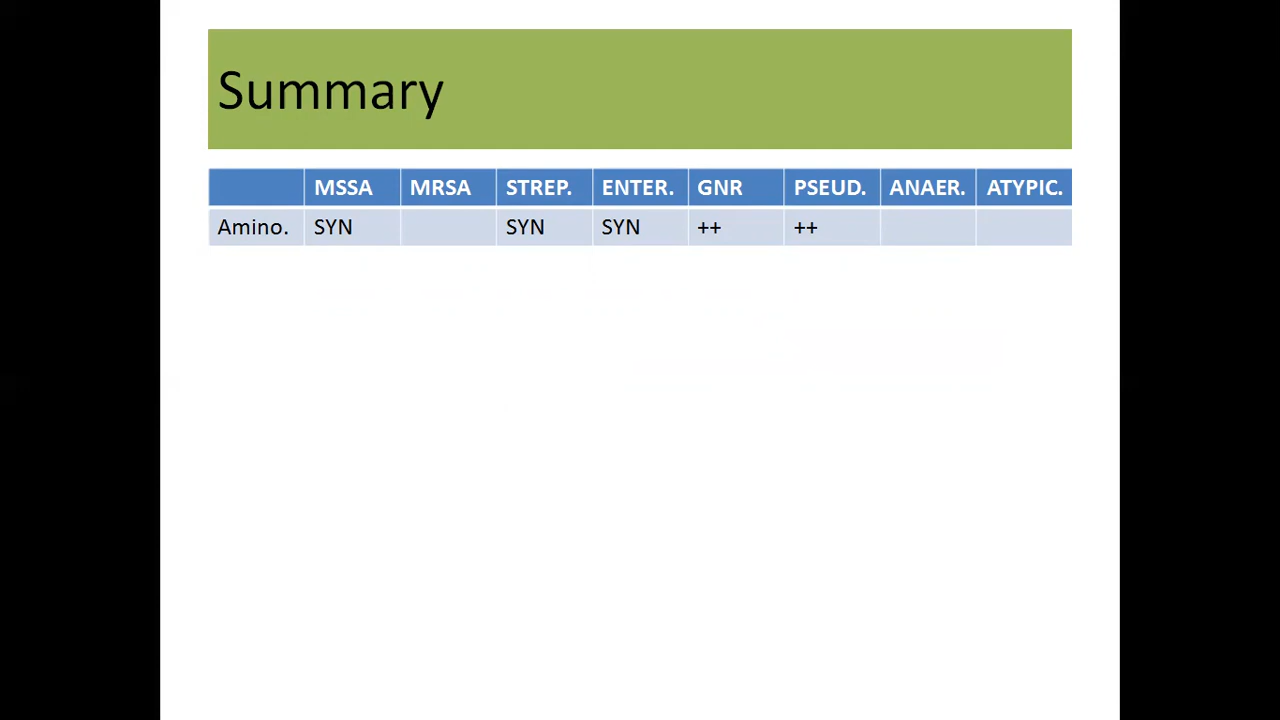 Summary
MSSA MRSA STREP. ENTER. GNR PSEUD. ANAER. ATYPIC.
Amino. SYN SYN SYN ++ ++